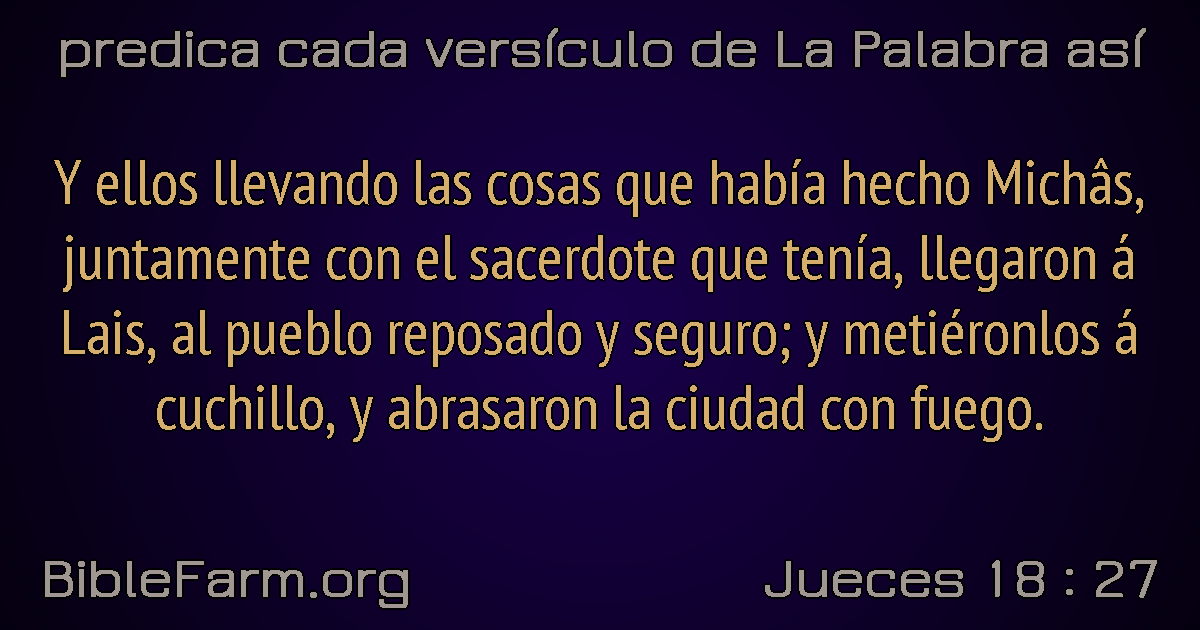 predica cada versículo de La Palabra así
Y ellos llevando las cosas que había hecho Michâs,
juntamente con el sacerdote que tenía, llegaron á
Lais, al pueblo reposado y seguro; y metiéronlos á
cuchillo, y abrasaron la ciudad con fuego.
BibleFarm.org
Jueces 18 : 27